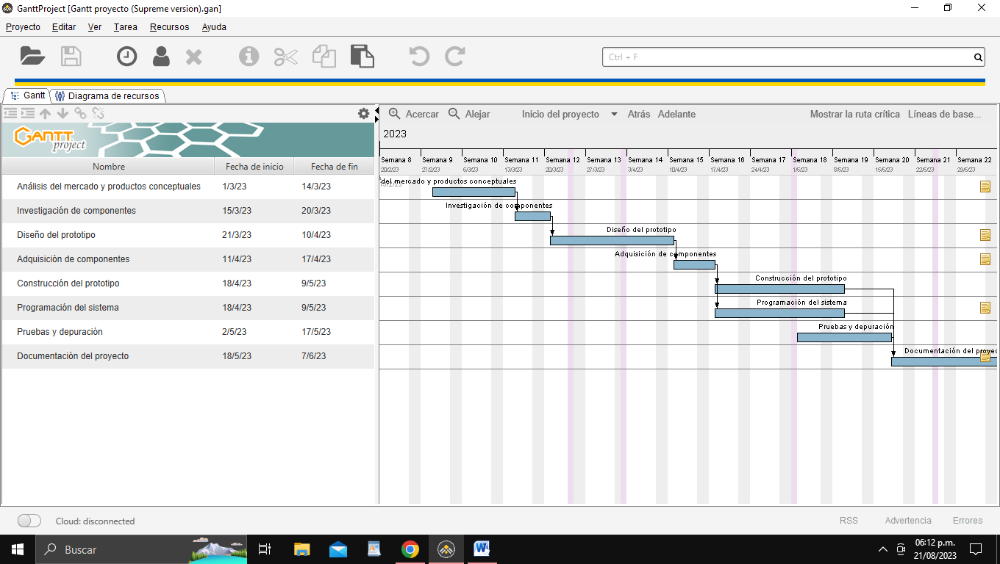 GanttProject [Gantt proyecto (Supreme version).gan]
Proyecto Editar Ver Tarea Recursos Ayuda
Ctrl + F
Gantt Diagrama de recursos
Acercar Alejar Inicio del proyecto Atrás Adelante Mostrar la ruta crítica Líneas de base...
GANTT project
2023
Semana 8 Semana 9 Semana 10 Semana 11 Semana 12 Semana 13 Semana 14 Semana 15 Semana 16 Semana 17 Semana 18 Semana 19 Semana 20 Semana 21 Semana 22
20/2/23 27/2/23 6/3/23 13/3/23 20/3/23 27/3/23 3/4/23 10/4/23 17/4/23 24/4/23 1/5/23 8/5/23 15/5/23 22/5/23 29/5/23
Nombre Fecha de inicio Fecha de fin
Análisis del mercado y productos conceptuales 1/3/23 14/3/23
Investigación de componentes 15/3/23 20/3/23
Diseño del prototipo 21/3/23 10/4/23
Adquisición de componentes 11/4/23 17/4/23
Construcción del prototipo 18/4/23 9/5/23
Programación del sistema 18/4/23 9/5/23
Pruebas y depuración 2/5/23 17/5/23
Documentación del proyecto 18/5/23 7/6/23
del mercado y productos conceptuales
Investigación de componentes
Diseño del prototipo
Adquisición de componentes
Construcción del prototipo
Programación del sistema
Pruebas y depuración
Documentación del proyec
Cloud: disconnected
RSS Advertencia Errores
Buscar
06:12 p.m.
21/08/2023